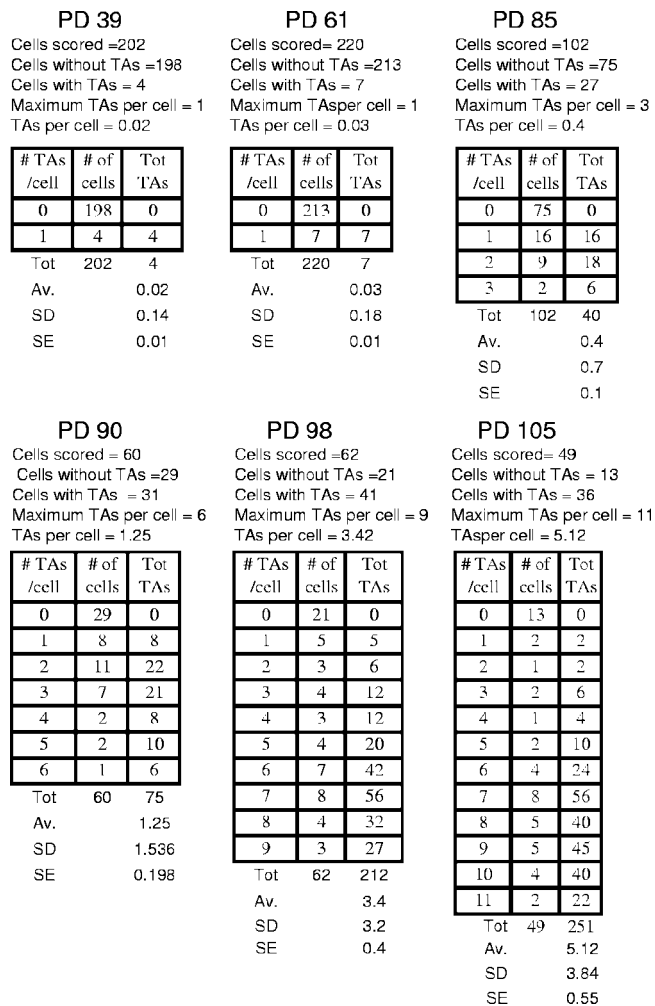 PD 39
Cells scored =202
Cells without TAs =198
Cells with TAs = 4
Maximum TAs per cell = 1
TAs per cell = 0.02
# TAs /cell # of cells Tot TAs
0 198 0
1 4 4
Tot 202 4
Av. 0.02
SD 0.14
SE 0.01
PD 61
Cells scored= 220
Cells without TAs =213
Cells with TAs = 7
Maximum TAsper cell = 1
TAs per cell = 0.03
# TAs /cell # of cells Tot TAs
0 213 0
1 7 7
Tot 220 7
Av. 0.03
SD 0.18
SE 0.01
PD 85
Cells scored =102
Cells without TAs =75
Cells with TAs = 27
Maximum TAs per cell = 3
TAs per cell = 0.4
# TAs /cell # of cells Tot TAs
0 75 0
1 16 16
2 9 18
3 2 6
Tot 102 40
Av. 0.4
SD 0.7
SE 0.1
PD 90
Cells scored = 60
Cells without TAs =29
Cells with TAs = 31
Maximum TAs per cell = 6
TAs per cell = 1.25
# TAs /cell # of cells Tot TAs
0 29 0
1 8 8
2 11 22
3 7 21
4 2 8
5 2 10
6 1 6
Tot 60 75
Av. 1.25
SD 1.536
SE 0.198
PD 98
Cells scored =62
Cells without TAs =21
Cells with TAs = 41
Maximum TAs per cell = 9
TAs per cell = 3.42
# TAs /cell # of cells Tot TAs
0 21 0
1 5 5
2 3 6
3 4 12
4 3 12
5 4 20
6 7 42
7 8 56
8 4 32
9 3 27
Tot 62 212
Av. 3.4
SD 3.2
SE 0.4
PD 105
Cells scored= 49
Cells without TAs = 13
Cells with TAs = 36
Maximum TAs per cell = 11
TAsper cell = 5.12
# TAs /cell # of cells Tot TAs
0 13 0
1 2 2
2 1 2
3 2 6
4 1 4
5 2 10
6 4 24
7 8 56
8 5 40
9 5 45
10 4 40
11 2 22
Tot 49 251
Av. 5.12
SD 3.84
SE 0.55